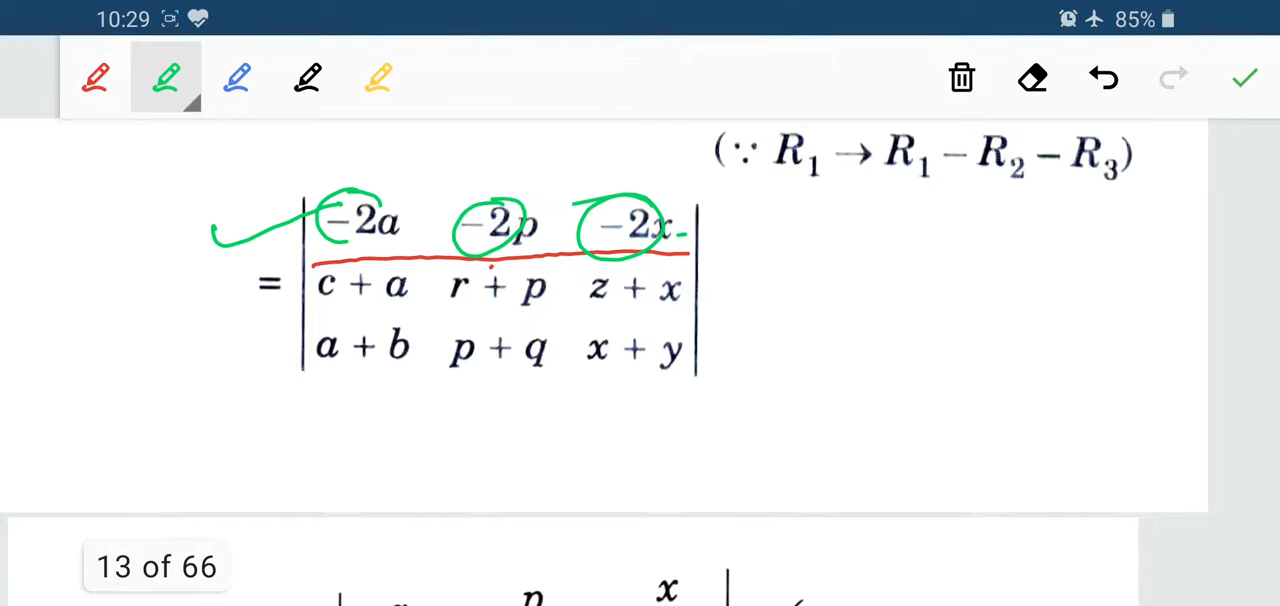 10:29 85%
(∵ R₁ → R₁ − R₂ − R₃)
−2a −2p −2x
= c + a r + p z + x
a + b p + q x + y
13 of 66
p x